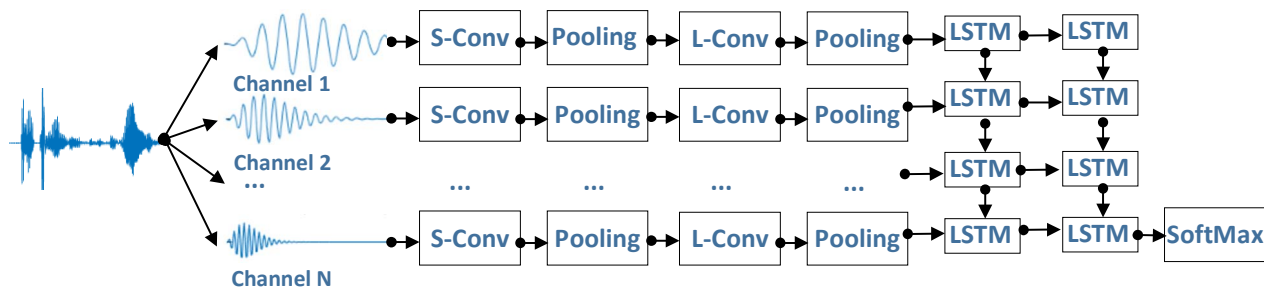 S-Conv Pooling L-Conv Pooling LSTM LSTM
Channel 1
S-Conv Pooling L-Conv Pooling LSTM LSTM
Channel 2
LSTM LSTM
... ... ... ... ...
S-Conv Pooling L-Conv Pooling LSTM LSTM SoftMax
Channel N